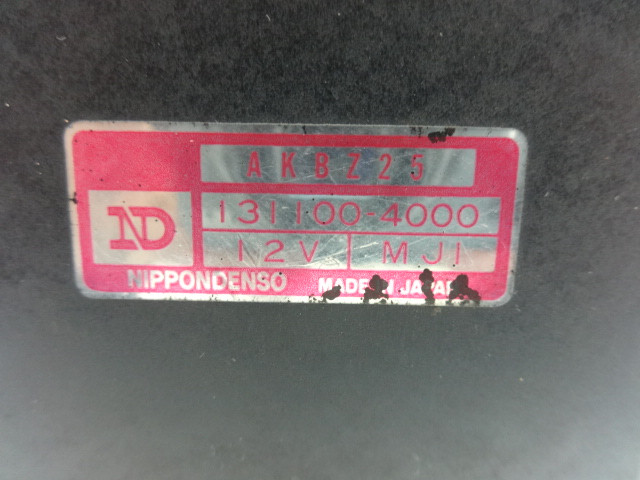 AKBZ25
131100-4000
12V MJ1
ND
NIPPONDENSO MADE IN JAPAN